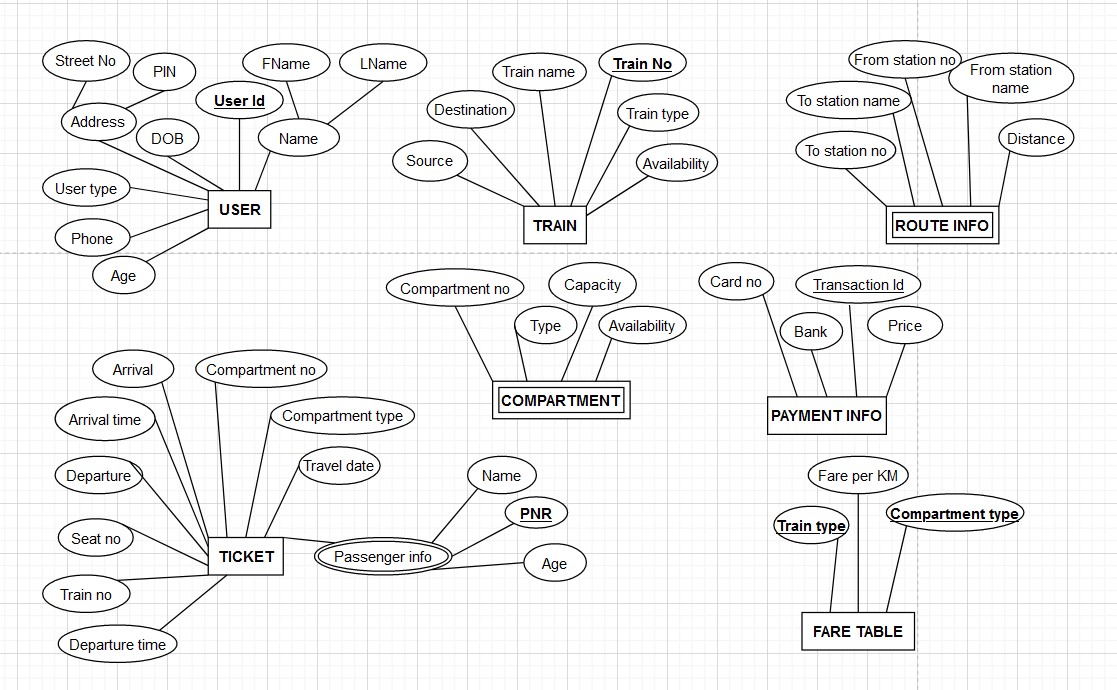 Street No
PIN
FName
LName
User Id
Address
DOB
Name
User type
USER
Phone
Age
Train name
Train No
Destination
Train type
Source
Availability
TRAIN
From station no
From station
name
To station name
To station no
Distance
ROUTE INFO
Compartment no
Capacity
Type
Availability
COMPARTMENT
Card no
Transaction Id
Bank
Price
PAYMENT INFO
Arrival
Compartment no
Arrival time
Compartment type
Departure
Travel date
Seat no
TICKET
Train no
Departure time
Passenger info
Name
PNR
Age
Fare per KM
Train type
Compartment type
FARE TABLE